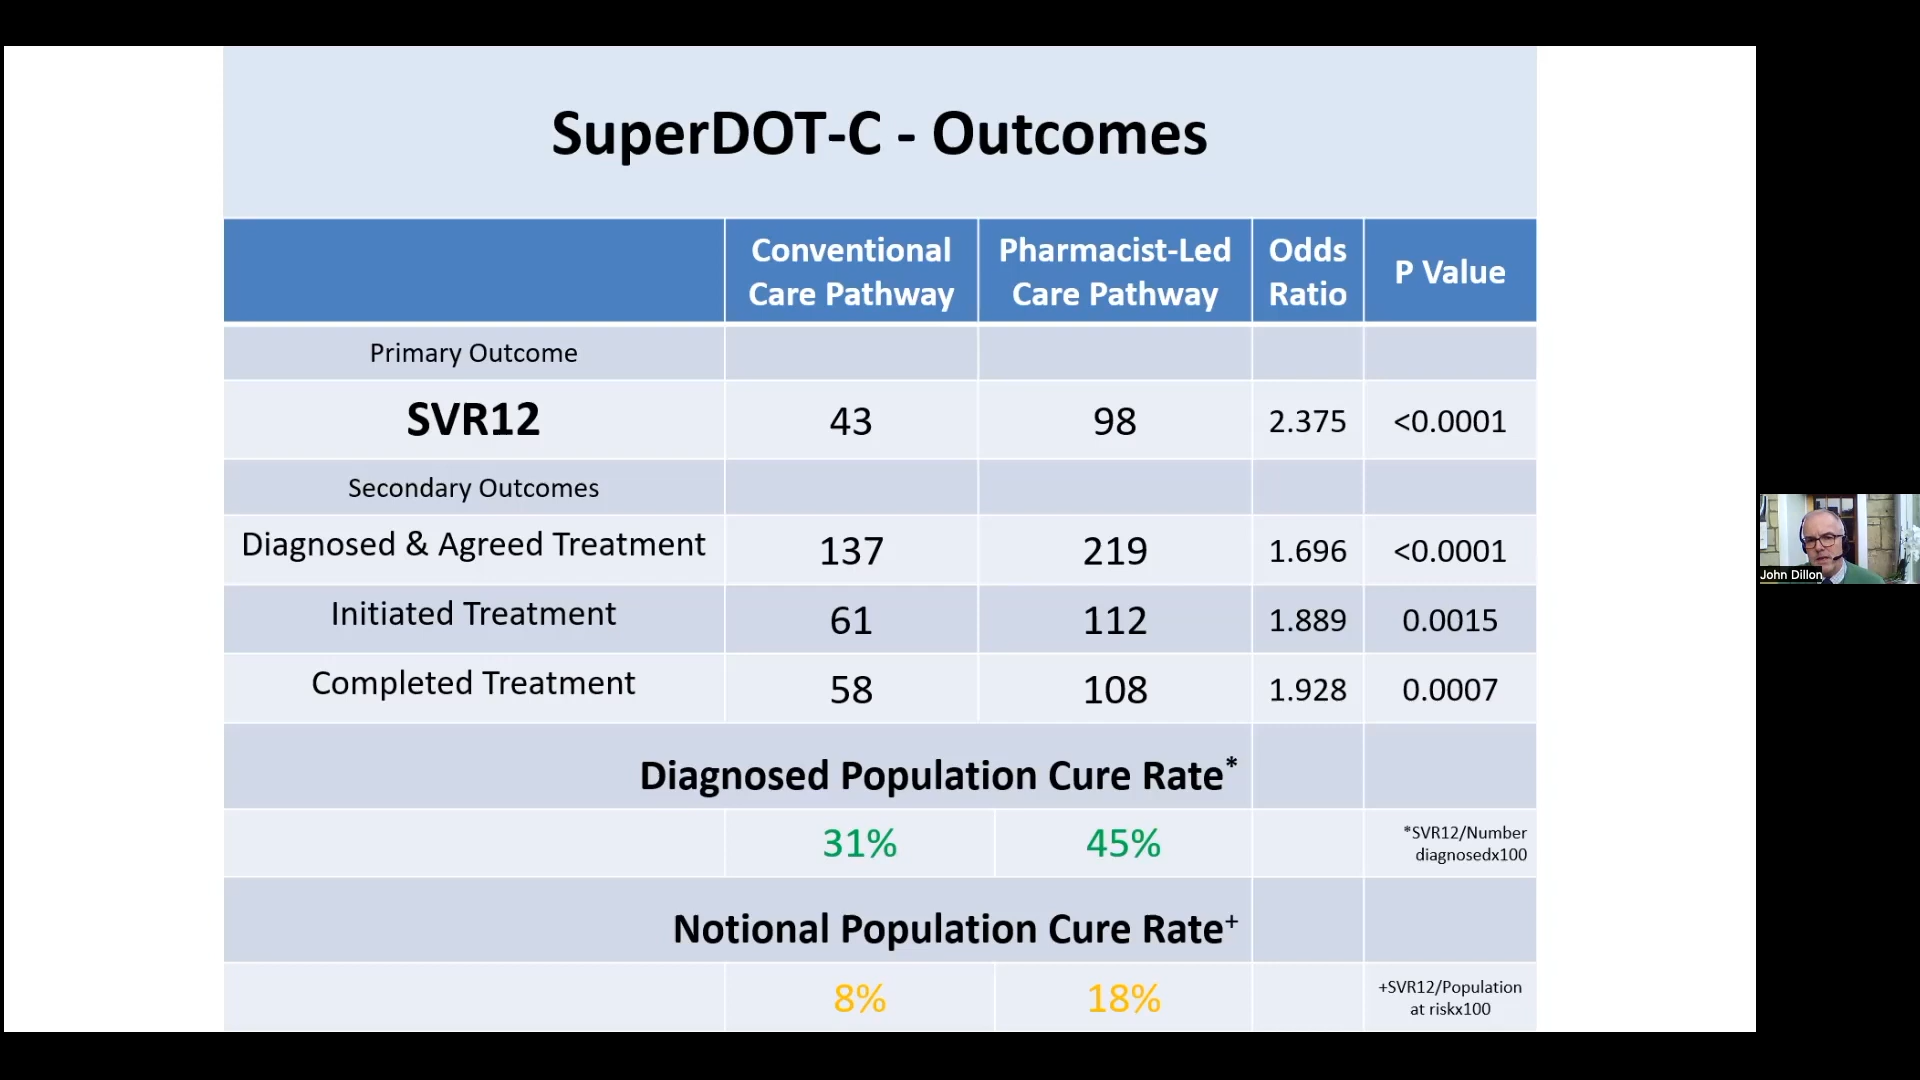 SuperDOT-C - Outcomes
Conventional Care Pathway
Pharmacist-Led Care Pathway
Odds Ratio
P Value
Primary Outcome
SVR12 43 98 2.375 <0.0001
Secondary Outcomes
Diagnosed & Agreed Treatment 137 219 1.696 <0.0001
Initiated Treatment 61 112 1.889 0.0015
Completed Treatment 58 108 1.928 0.0007
Diagnosed Population Cure Rate*
31% 45% *SVR12/Number
diagnosedx100
Notional Population Cure Rate+
8% 18% +SVR12/Population
at riskx100
John Dillon